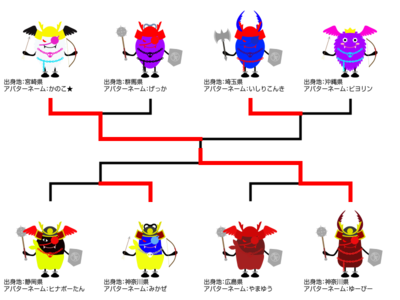 出身地:宮崎県
アバターネーム:かのこ★
出身地:群馬県
アバターネーム:げっか
出身地:埼玉県
アバターネーム:いしりこんき
出身地:沖縄県
アバターネーム:ビヨリン
出身地:静岡県
アバターネーム:ヒナボーたん
出身地:神奈川県
アバターネーム:みかぜ
出身地:広島県
アバターネーム:やまゆう
出身地:神奈川県
アバターネーム:ゆーびー